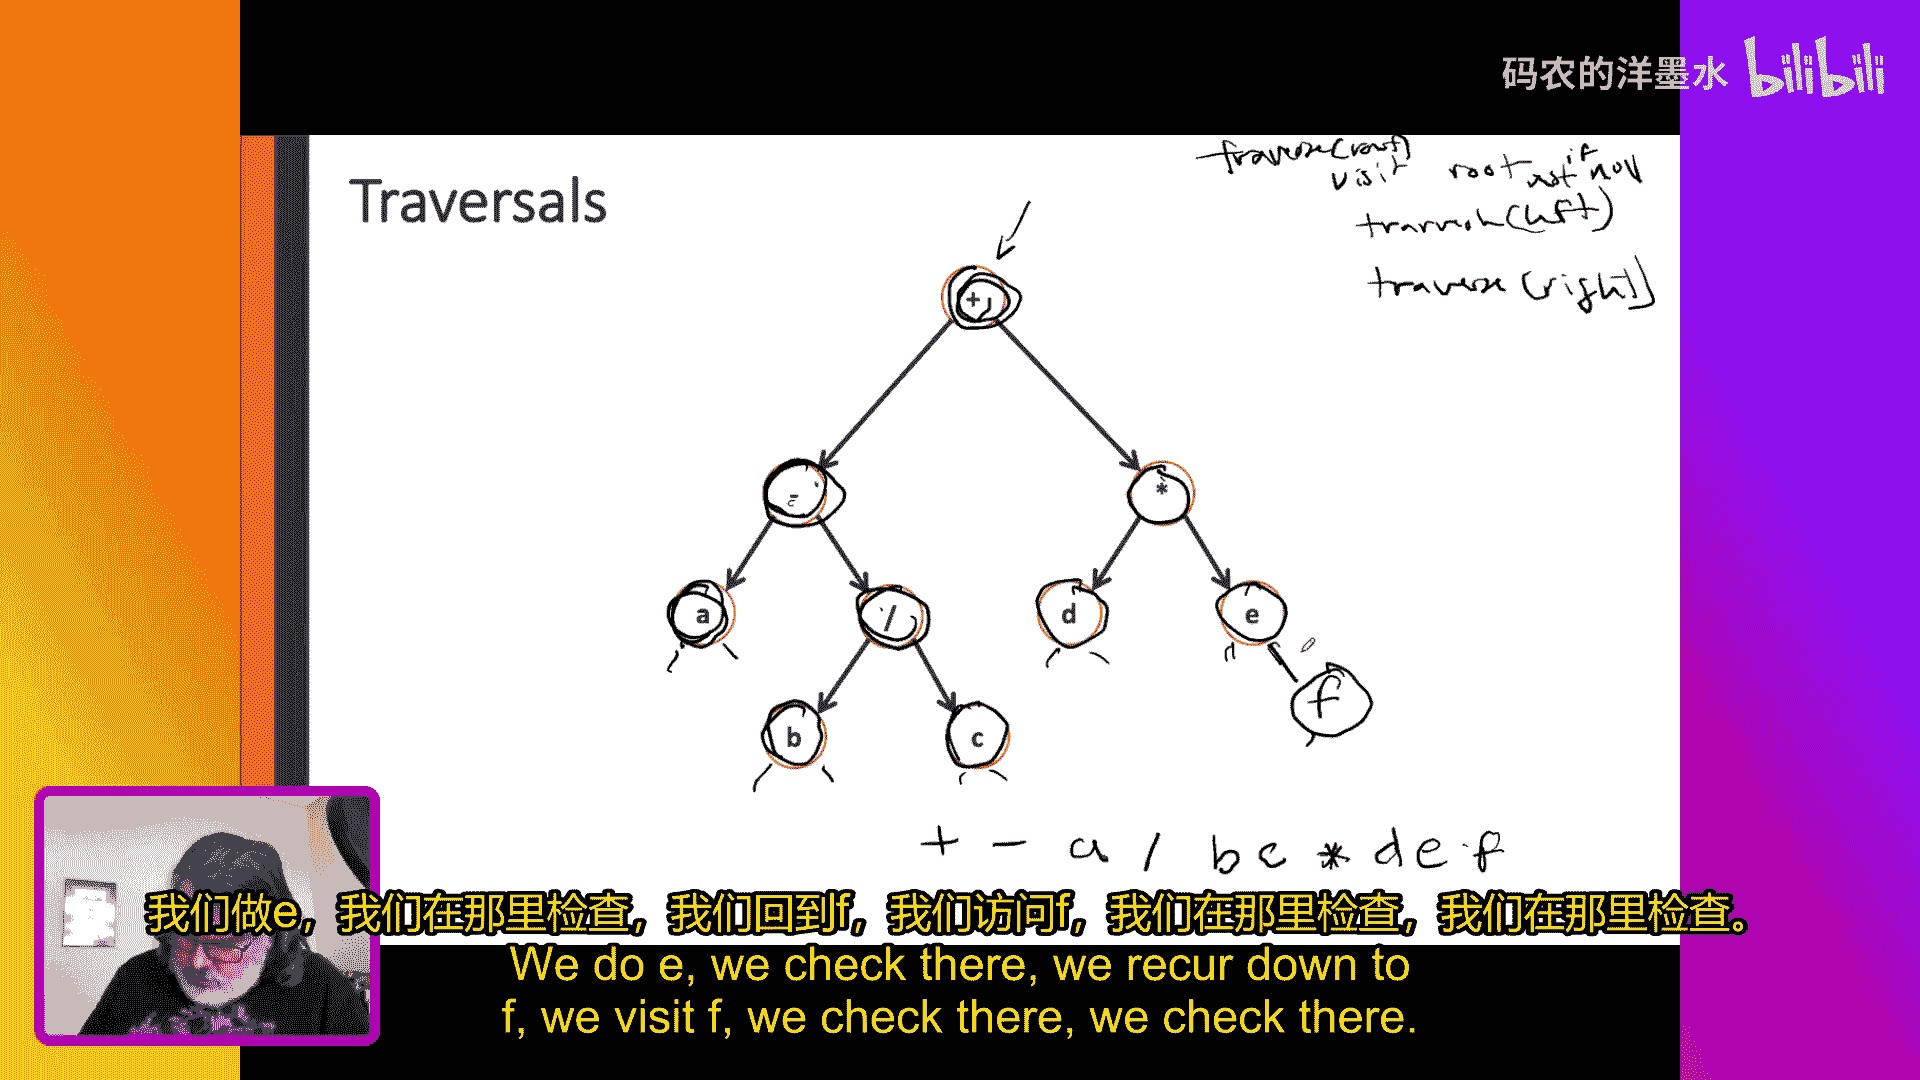 码农的洋墨水 bilibili
Traversals
traverse(root)
visit root if not null
traverse(left)
traverse(right)
+
-
*
a
/
d
e
b
c
f
+ - a / b c * d e f
我们做e，我们在那里检查，我们回到f，我们访问f，我们在那里检查，我们在那里检查。
We do e, we check there, we recur down to
f, we visit f, we check there, we check there.